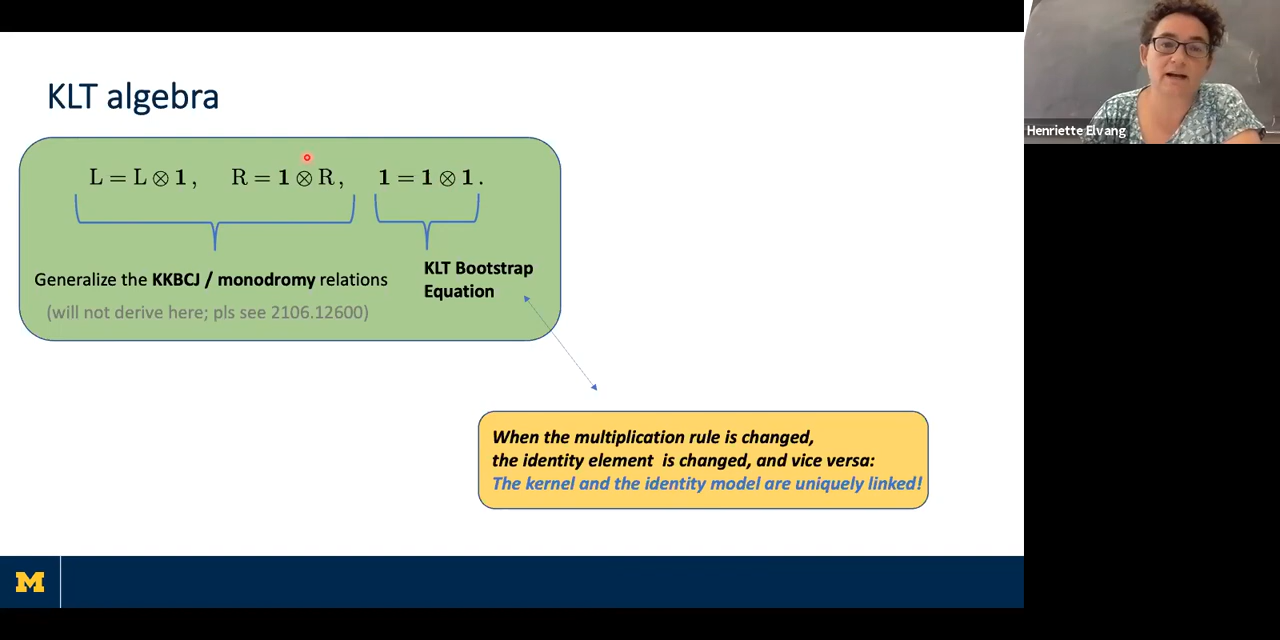 KLT algebra
L = L ⊗ 1, R = 1 ⊗ R, 1 = 1 ⊗ 1.
Generalize the KKBCJ / monodromy relations
(will not derive here; pls see 2106.12600)
KLT Bootstrap
Equation
When the multiplication rule is changed,
the identity element is changed, and vice versa:
The kernel and the identity model are uniquely linked!
M
Henriette Elvang